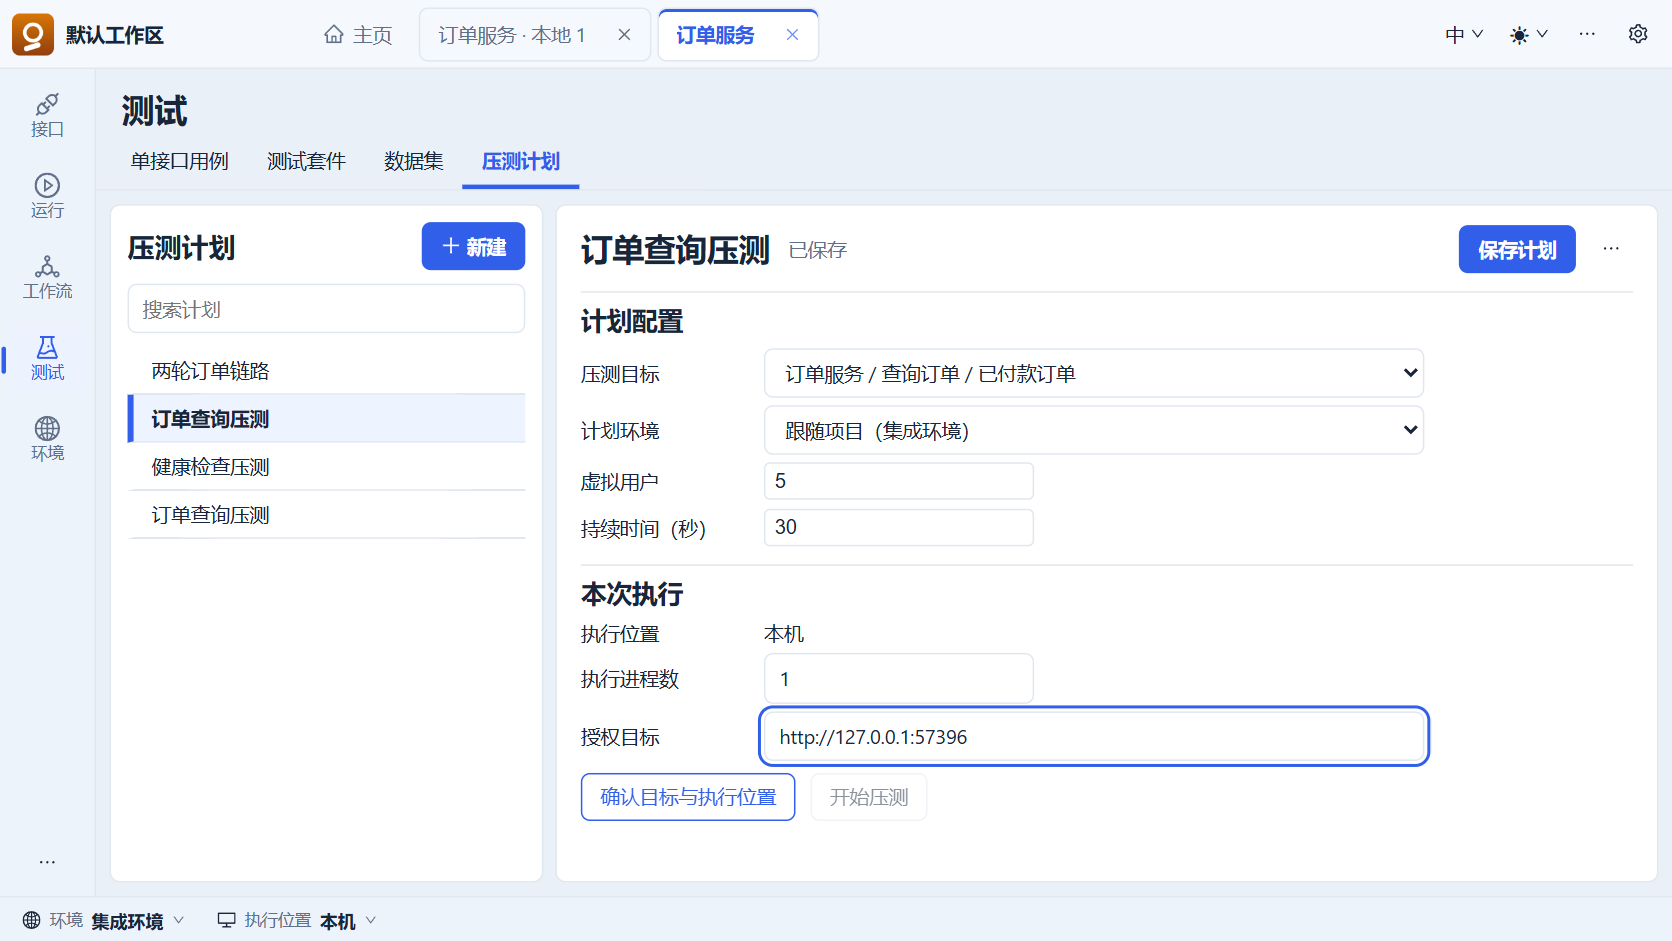 默认工作区
主页
订单服务 · 本地 1
订单服务
中
接口
运行
工作流
测试
环境
测试
单接口用例
测试套件
数据集
压测计划
压测计划
新建
搜索计划
两轮订单链路
订单查询压测
健康检查压测
订单查询压测
订单查询压测 已保存
保存计划
计划配置
压测目标 订单服务 / 查询订单 / 已付款订单
计划环境 跟随项目（集成环境）
虚拟用户 5
持续时间（秒） 30
本次执行
执行位置 本机
执行进程数 1
授权目标 http://127.0.0.1:57396
确认目标与执行位置 开始压测
环境 集成环境 执行位置 本机